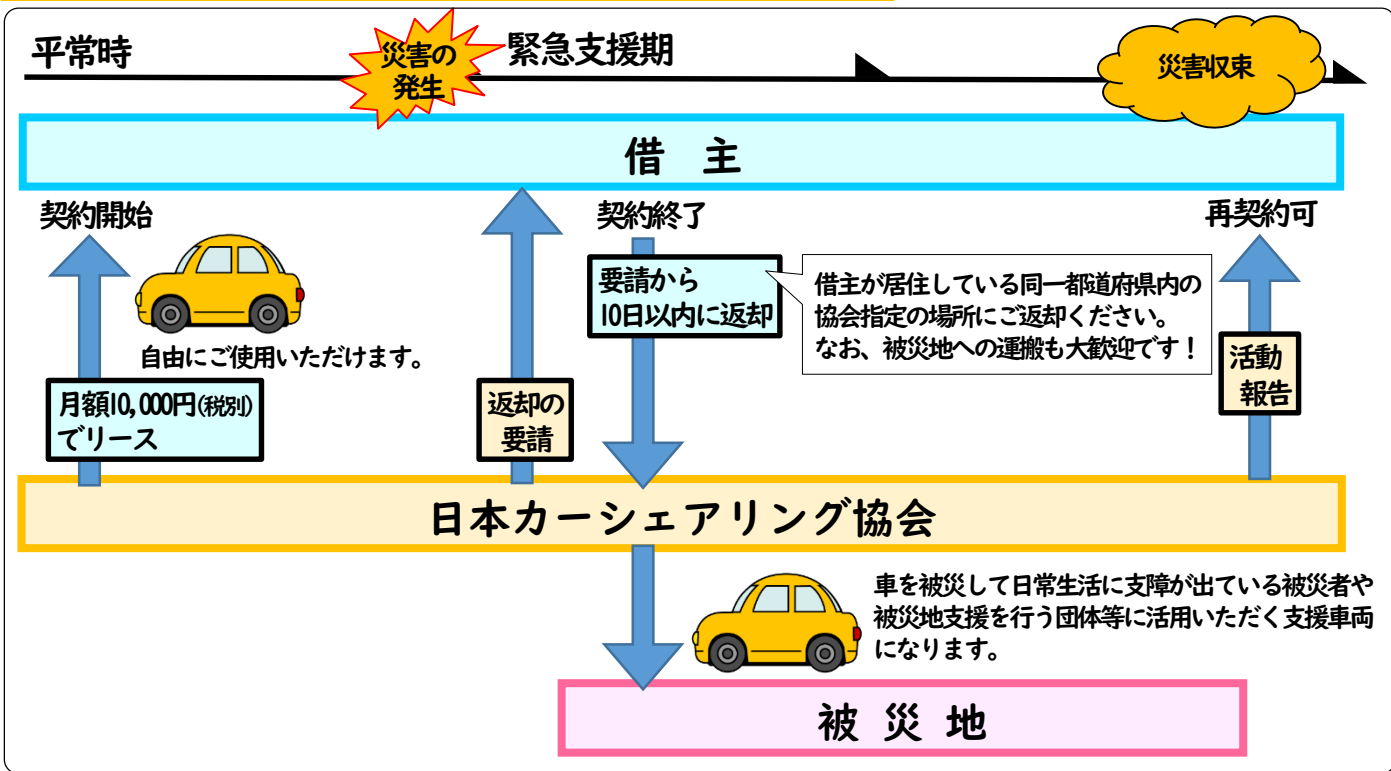 平常時
災害の
発生
緊急支援期
災害収束
借 主
契約開始
契約終了
再契約可
自由にご使用いただけます。
月額10,000円(税別)
でリース
返却の
要請
要請から
10日以内に返却
借主が居住している同一都道府県内の
協会指定の場所にご返却ください。
なお、被災地への運搬も大歓迎です！
活動
報告
日本カーシェアリング協会
車を被災して日常生活に支障が出ている被災者や
被災地支援を行う団体等に活用いただく支援車両
になります。
被 災 地